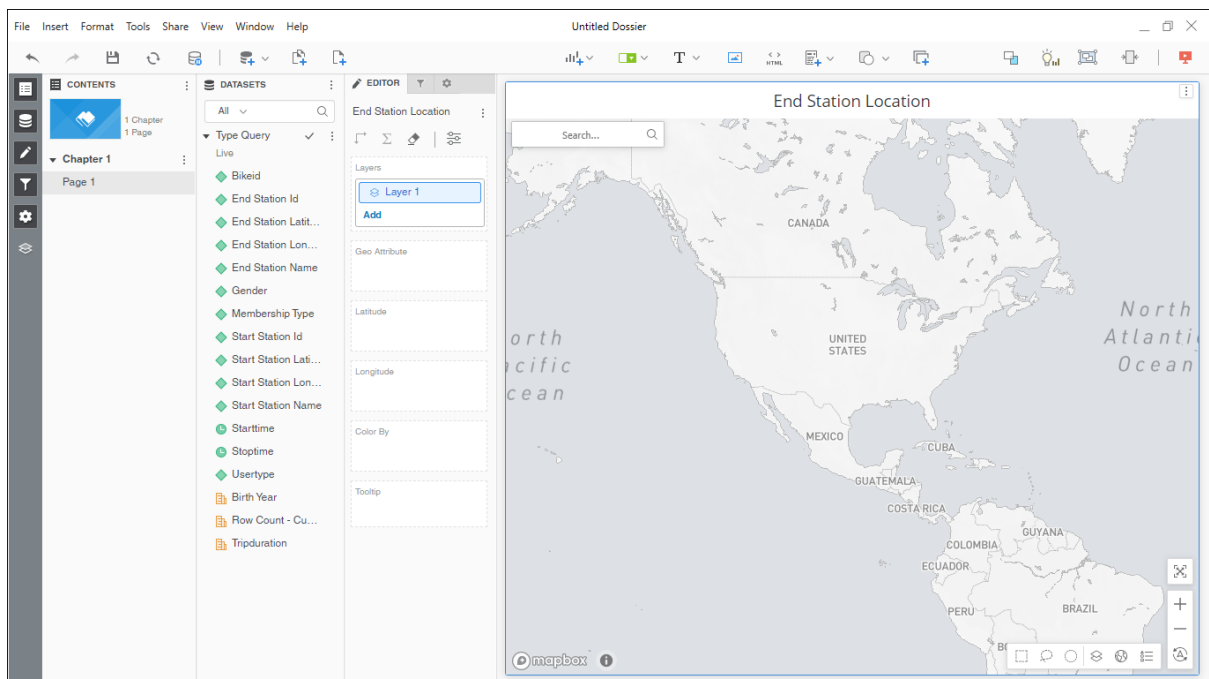 File Insert Format Tools Share View Window Help
Untitled Dossier
T
< >
HTML
CONTENTS
1 Chapter
1 Page
Chapter 1
Page 1
DATASETS
All
Type Query
Live
Bikeid
End Station Id
End Station Latit...
End Station Lon...
End Station Name
Gender
Membership Type
Start Station Id
Start Station Lati...
Start Station Lon...
Start Station Name
Starttime
Stoptime
Usertype
Birth Year
Row Count - Cu...
Tripduration
EDITOR
End Station Location
Layers
Layer 1
Add
Geo Attribute
Latitude
Longitude
Color By
Tooltip
End Station Location
Search...
CANADA
North
Atlanti
Ocean
orth
acific
cean
UNITED
STATES
MEXICO
CUBA
GUATEMALA
COSTA RICA
GUYANA
COLOMBIA
ECUADOR
PERU
BRAZIL
BO
mapbox